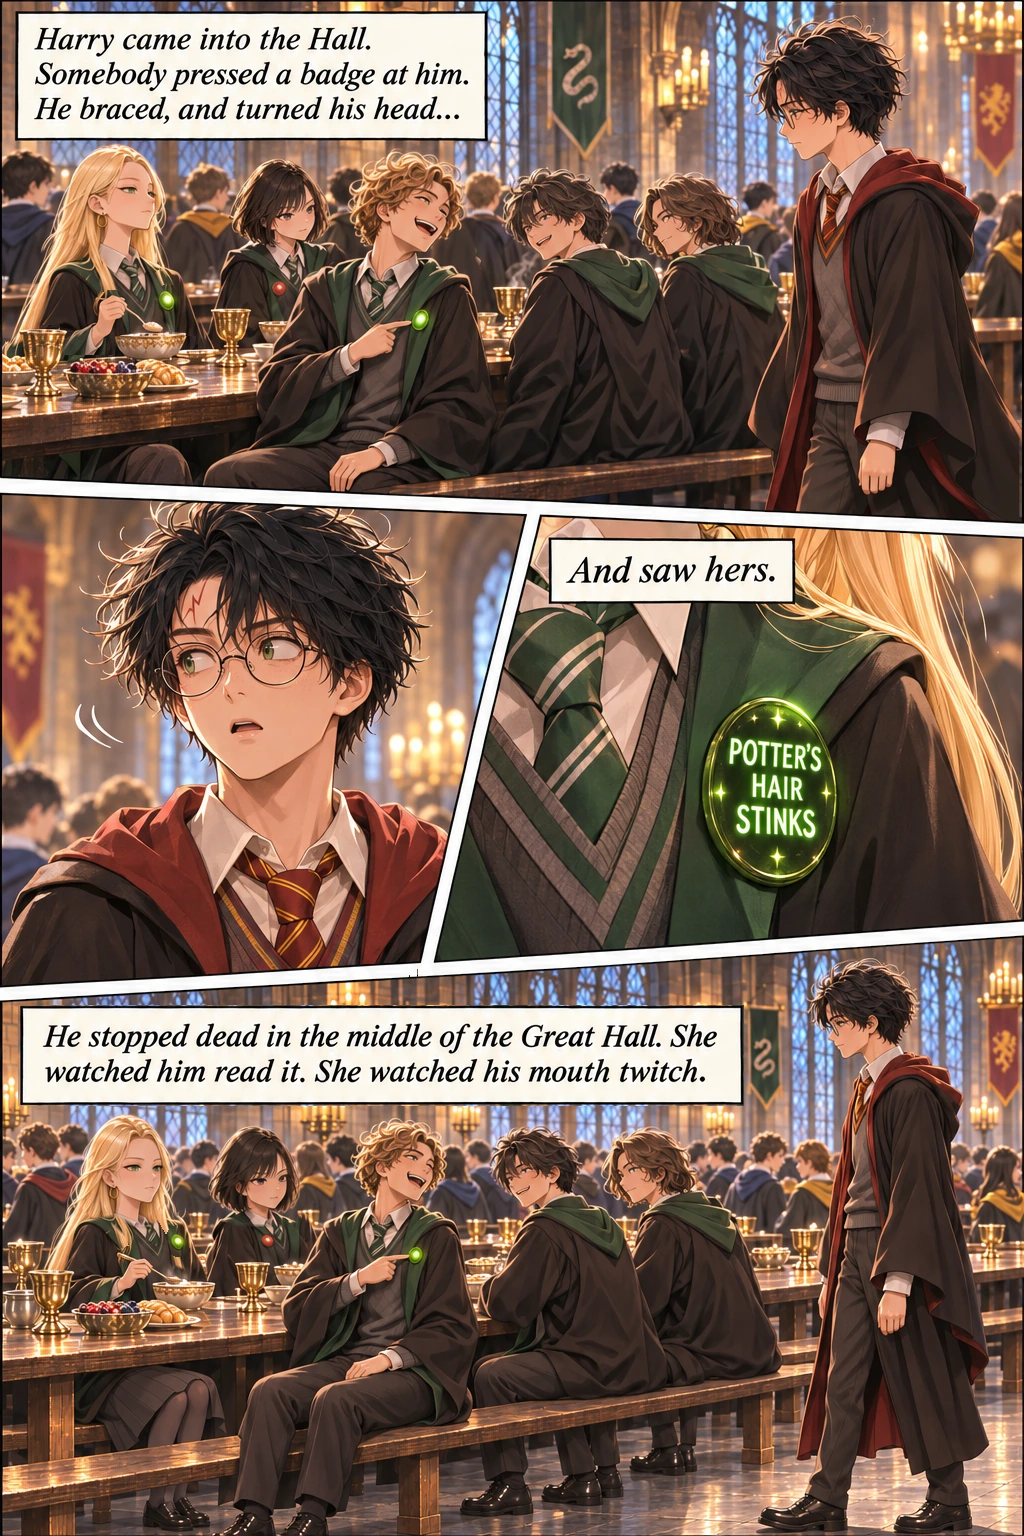 Harry came into the Hall.
Somebody pressed a badge at him.
He braced, and turned his head...
And saw hers.
POTTER'S
HAIR
STINKS
He stopped dead in the middle of the Great Hall. She
watched him read it. She watched his mouth twitch.